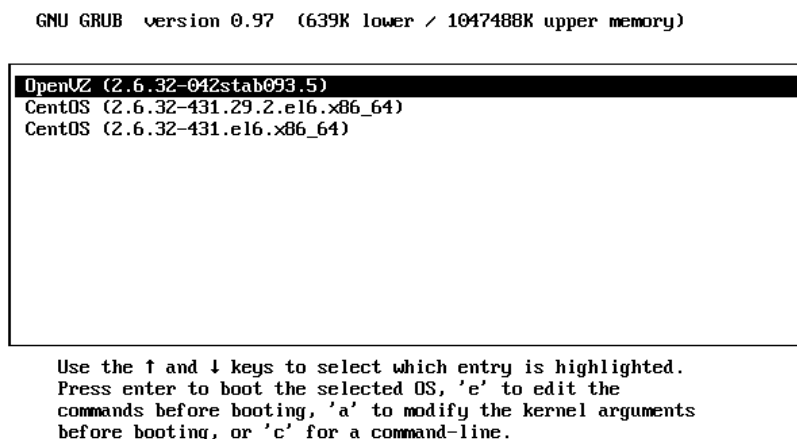 GNU GRUB  version 0.97  (639K lower / 1047488K upper memory)
OpenVZ (2.6.32-042stab093.5)
CentOS (2.6.32-431.29.2.el6.x86_64)
CentOS (2.6.32-431.el6.x86_64)
Use the ↑ and ↓ keys to select which entry is highlighted.
Press enter to boot the selected OS, 'e' to edit the
commands before booting, 'a' to modify the kernel arguments
before booting, or 'c' for a command-line.